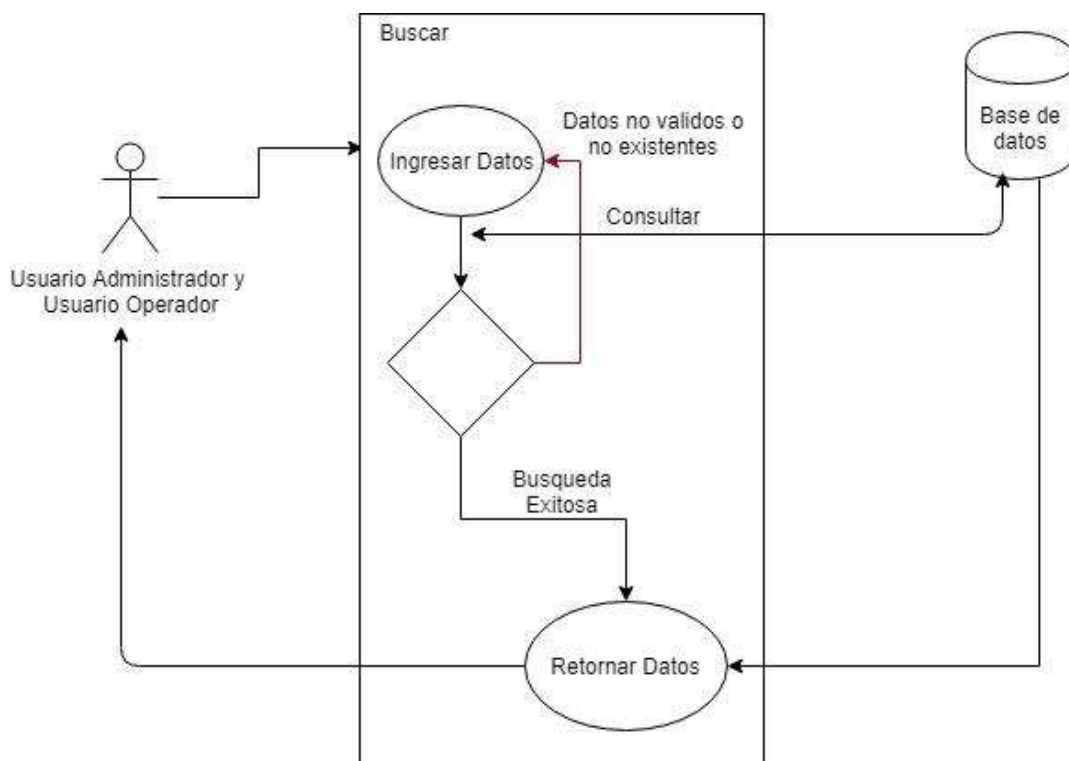 Buscar
Ingresar Datos
Datos no validos o
no existentes
Base de
datos
Consultar
Usuario Administrador y
Usuario Operador
Busqueda
Exitosa
Retornar Datos